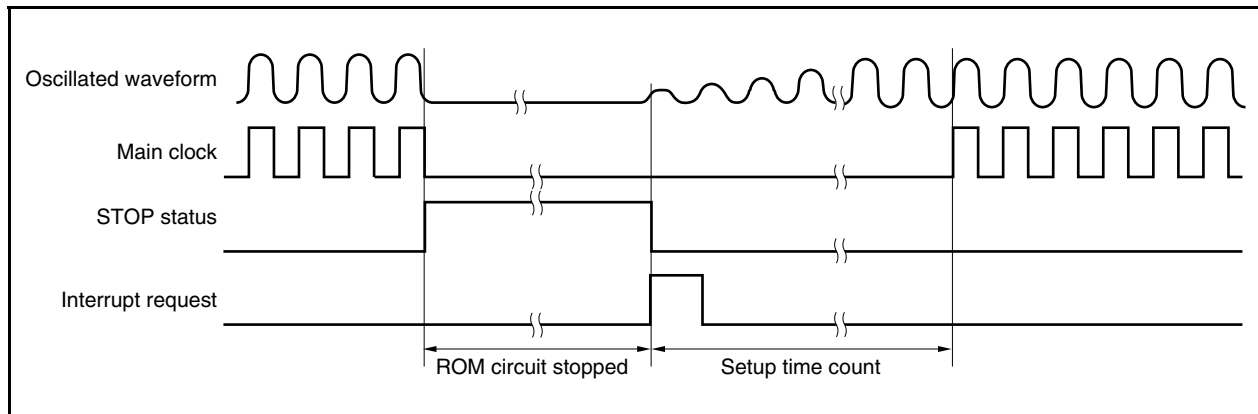 Oscillated waveform
Main clock
STOP status
Interrupt request
ROM circuit stopped
Setup time count